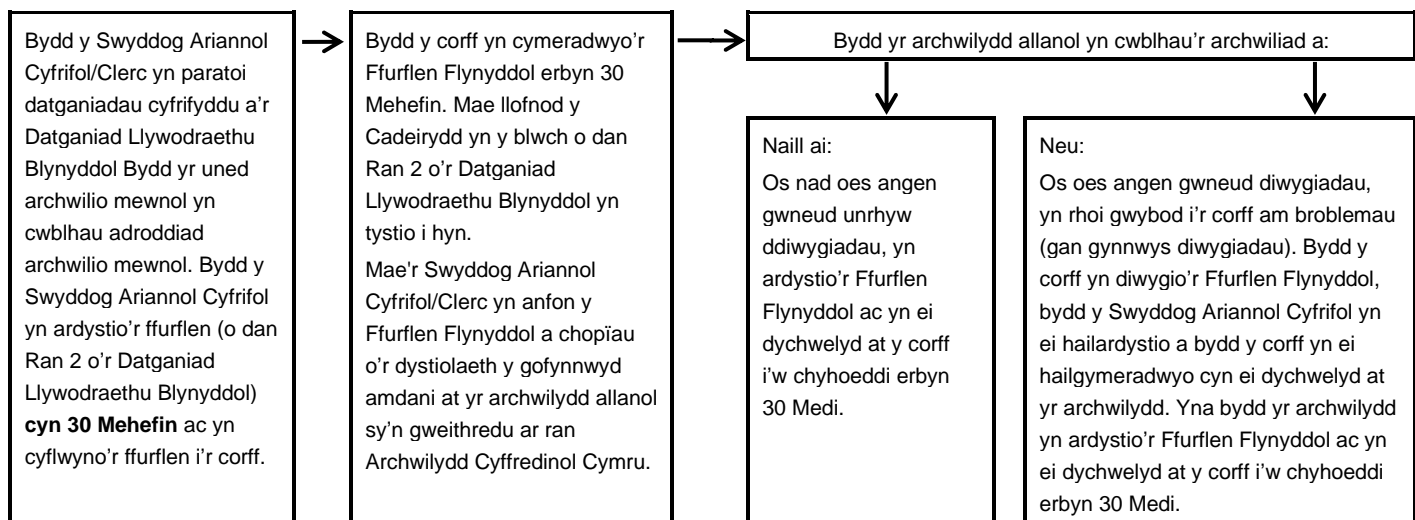 Bydd y Swyddog Ariannol
Cyfrifol/Clerc yn paratoi
datganiadau cyfrifyddu a'r
Datganiad Llywodraethu
Blynyddol Bydd yr uned
archwilio mewnol yn
cwblhau adroddiad
archwilio mewnol. Bydd y
Swyddog Ariannol Cyfrifol
yn ardystio'r ffurflen (o dan
Ran 2 o'r Datganiad
Llywodraethu Blynyddol)
cyn 30 Mehefin ac yn
cyflwyno'r ffurflen i'r corff.
Bydd y corff yn cymeradwyo'r
Ffurflen Flynyddol erbyn 30
Mehefin. Mae llofnod y
Cadeirydd yn y blwch o dan
Ran 2 o'r Datganiad
Llywodraethu Blynyddol yn
tystio i hyn.
Mae'r Swyddog Ariannol
Cyfrifol/Clerc yn anfon y
Ffurflen Flynyddol a chopïau
o'r dystiolaeth y gofynnwyd
amdani at yr archwilydd allanol
sy'n gweithredu ar ran
Archwilydd Cyffredinol Cymru.
Bydd yr archwilydd allanol yn cwblhau'r archwiliad a:
Naill ai:
Os nad oes angen
gwneud unrhyw
ddiwygiadau, yn
ardystio'r Ffurflen
Flynyddol ac yn ei
dychwelyd at y corff
i'w chyhoeddi erbyn
30 Medi.
Neu:
Os oes angen gwneud diwygiadau,
yn rhoi gwybod i'r corff am broblemau
(gan gynnwys diwygiadau). Bydd y
corff yn diwygio'r Ffurflen Flynyddol,
bydd y Swyddog Ariannol Cyfrifol yn
ei hailardystio a bydd y corff yn ei
hailgymeradwyo cyn ei dychwelyd at
yr archwilydd. Yna bydd yr archwilydd
yn ardystio'r Ffurflen Flynyddol ac yn
ei dychwelyd at y corff i'w chyhoeddi
erbyn 30 Medi.